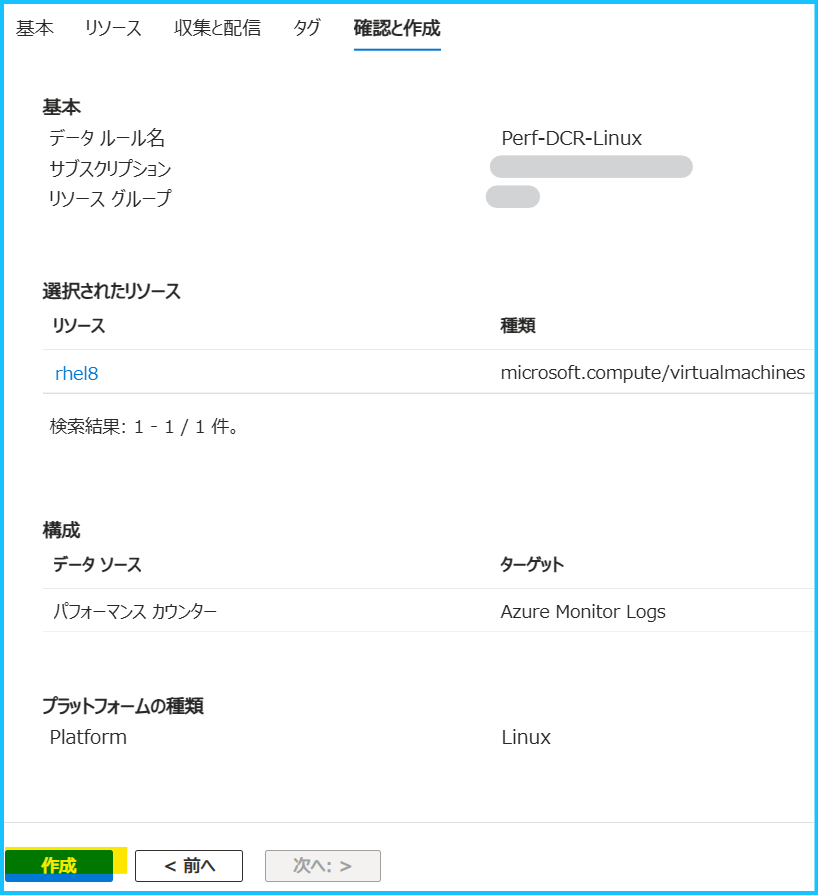 基本 リソース 収集と配信 タグ 確認と作成
基本
データ ルール名 Perf-DCR-Linux
サブスクリプション
リソース グループ
選択されたリソース
リソース 種類
rhel8 microsoft.compute/virtualmachines
検索結果: 1 - 1 / 1 件。
構成
データ ソース ターゲット
パフォーマンス カウンター Azure Monitor Logs
プラットフォームの種類
Platform Linux
作成 < 前へ 次へ: >